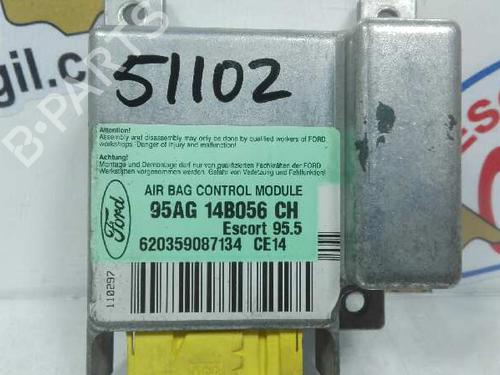 gil.c
B-PARTS
51102
Attention!
Assembly and disassembly may only be done by qualified workers of FORD
workshops. Danger of injury and malfunction!
Achtung!
Montage und Demontage darf nur von qualifizierten Fachkräften der FORD
Werkstätten vorgenommen werden. Gefahr von Verletzung und Fehlfunktion!
AIR BAG CONTROL MODULE
Ford
95AG 14B056 CH
Escort 95.5
620359087134 CE14
110297